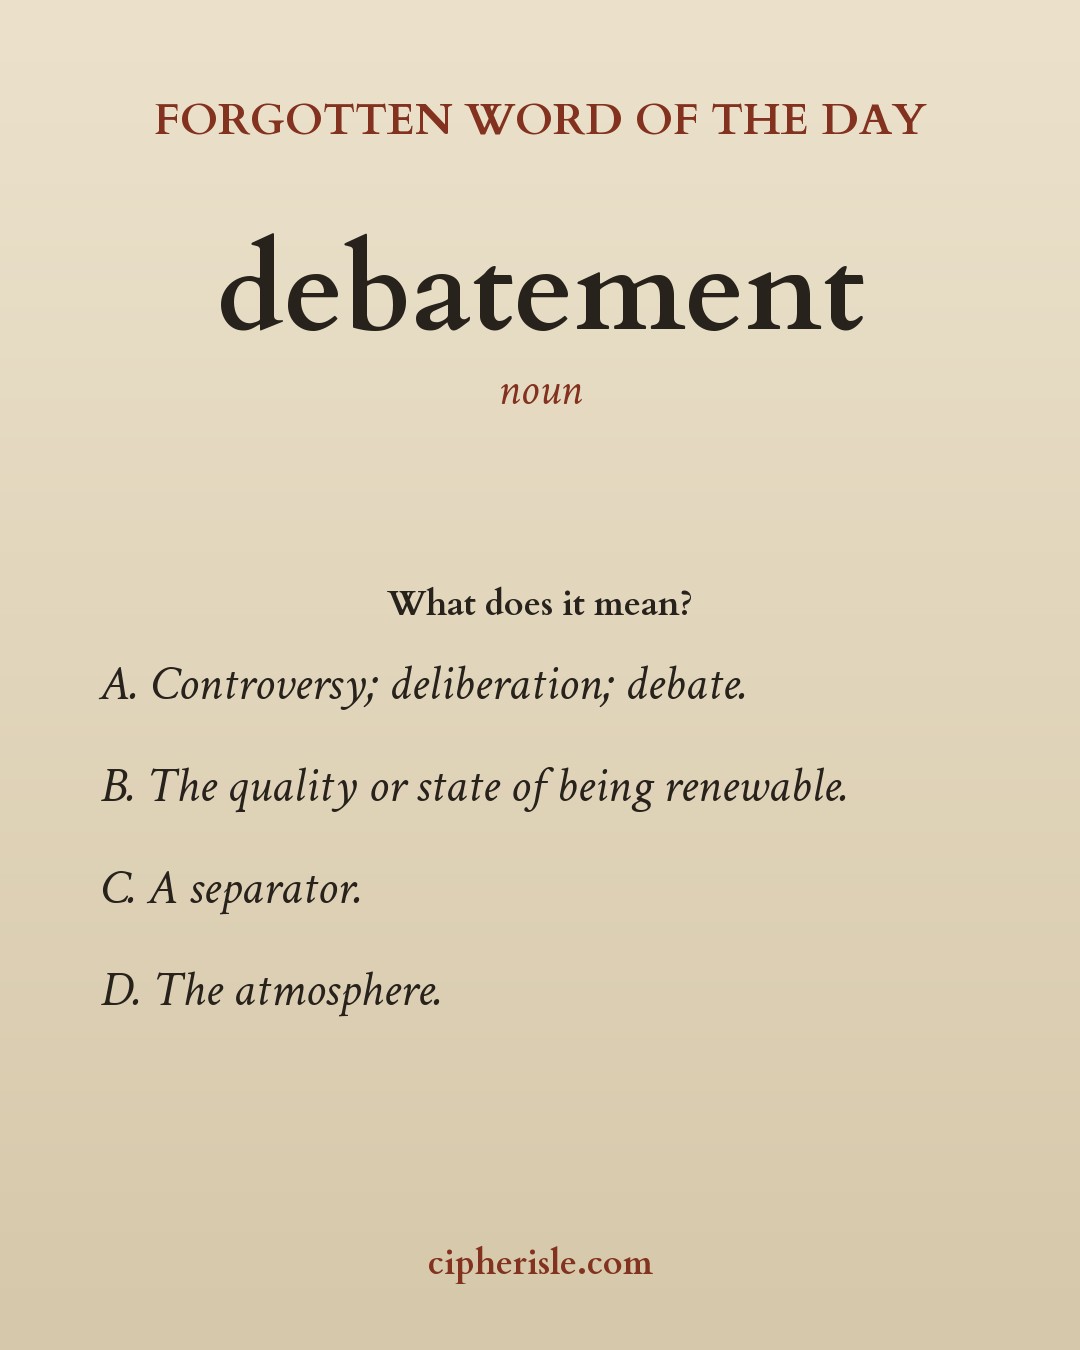 FORGOTTEN WORD OF THE DAY
debatement
noun
What does it mean?
A. Controversy; deliberation; debate.
B. The quality or state of being renewable.
C. A separator.
D. The atmosphere.
cipherisle.com